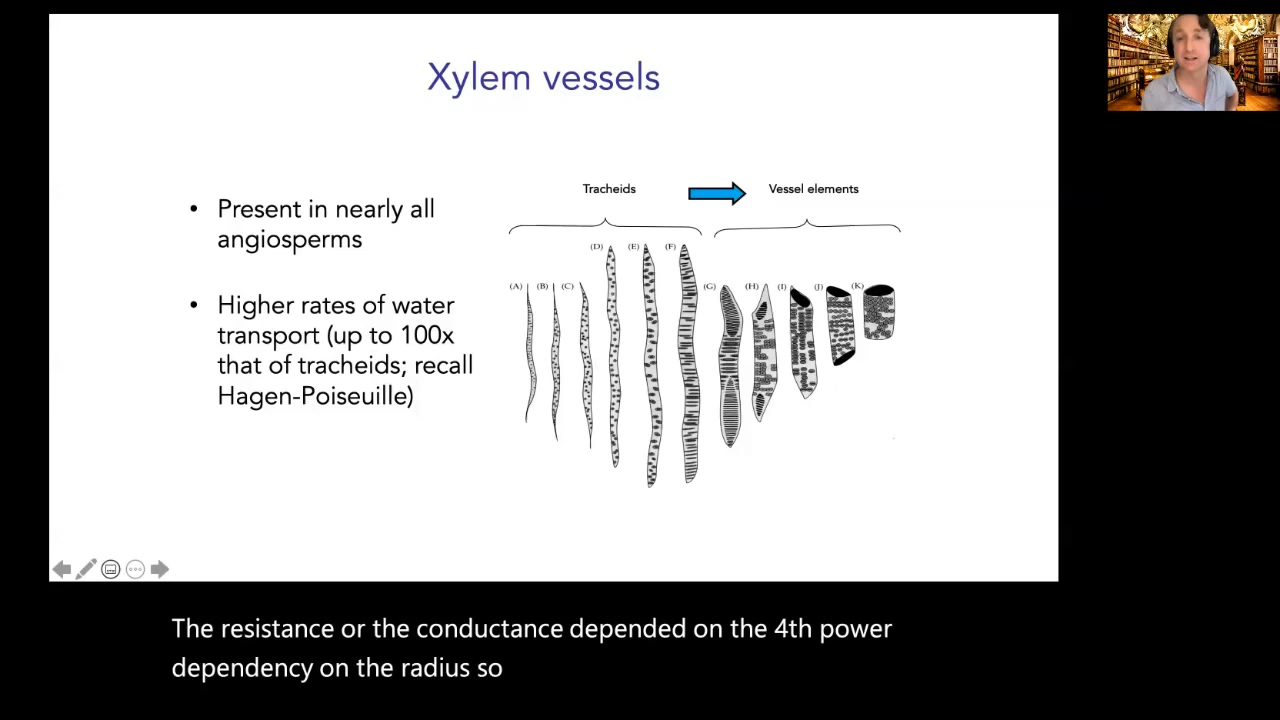 Xylem vessels
• Present in nearly all
angiosperms
• Higher rates of water
transport (up to 100x
that of tracheids; recall
Hagen-Poiseuille)
Tracheids
Vessel elements
(A) (B) (C) (D) (E) (F) (G) (H) (I) (J) (K)
The resistance or the conductance depended on the 4th power
dependency on the radius so